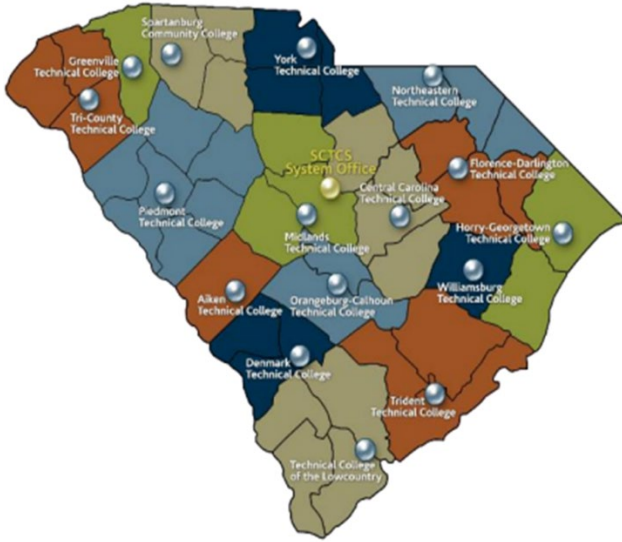 Spartanburg
Community College
Greenville
Technical College
York
Technical College
Northeastern
Technical College
Tri-County
Technical College
SCTCS
System Office
Florence-Darlington
Technical College
Central Carolina
Technical College
Piedmont
Technical College
Midlands
Technical College
Horry-Georgetown
Technical College
Aiken
Technical College
Orangeburg-Calhoun
Technical College
Williamsburg
Technical College
Denmark
Technical College
Trident
Technical College
Technical College
of the Lowcountry